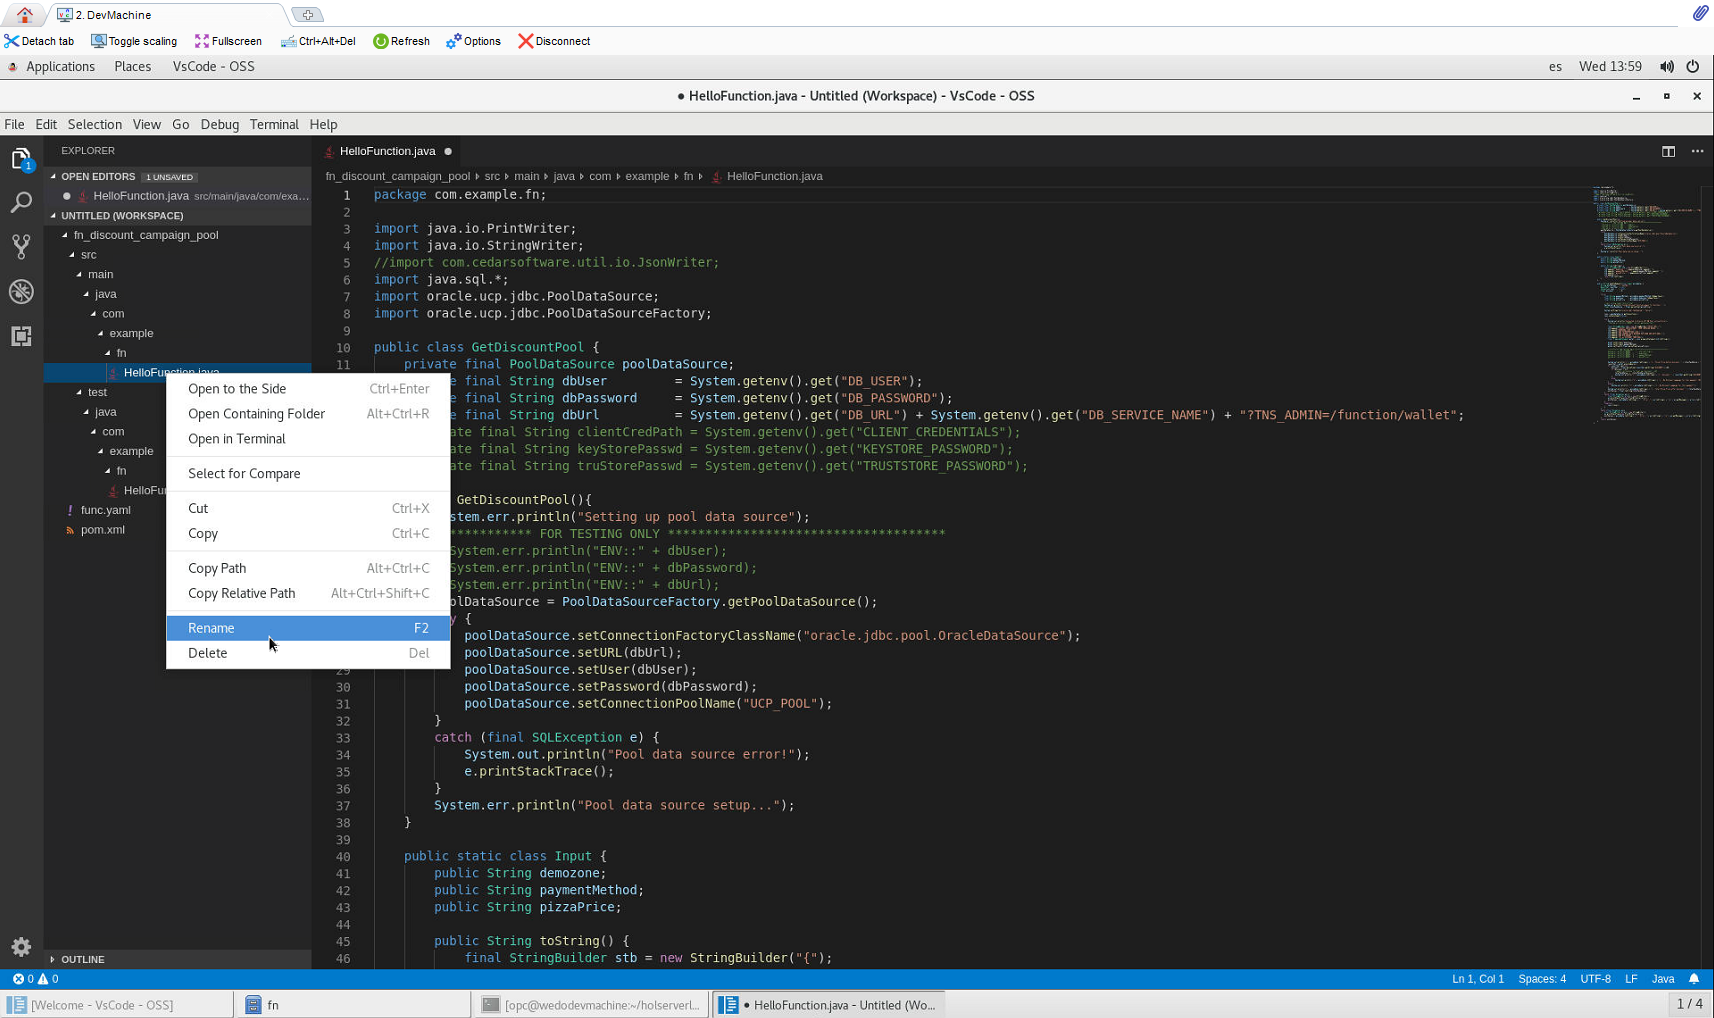 2. DevMachine
Detach tab Toggle scaling Fullscreen Ctrl+Alt+Del Refresh Options Disconnect
Applications Places VsCode - OSS es Wed 13:59
● HelloFunction.java - Untitled (Workspace) - VsCode - OSS
File Edit Selection View Go Debug Terminal Help
EXPLORER
1
OPEN EDITORS 1 UNSAVED
● HelloFunction.java src/main/java/com/exa...
UNTITLED (WORKSPACE)
fn_discount_campaign_pool
src
main
java
com
example
fn
HelloFunction.java
test
java
com
example
fn
HelloFun
! func.yaml
pom.xml
OUTLINE
Open to the Side Ctrl+Enter
Open Containing Folder Alt+Ctrl+R
Open in Terminal
Select for Compare
Cut Ctrl+X
Copy Ctrl+C
Copy Path Alt+Ctrl+C
Copy Relative Path Alt+Ctrl+Shift+C
Rename F2
Delete Del
HelloFunction.java ●
fn_discount_campaign_pool › src › main › java › com › example › fn › HelloFunction.java
1 package com.example.fn;
2
3 import java.io.PrintWriter;
4 import java.io.StringWriter;
5 //import com.cedarsoftware.util.io.JsonWriter;
6 import java.sql.*;
7 import oracle.ucp.jdbc.PoolDataSource;
8 import oracle.ucp.jdbc.PoolDataSourceFactory;
9
10 public class GetDiscountPool {
11 private final PoolDataSource poolDataSource;
e final String dbUser = System.getenv().get("DB_USER");
e final String dbPassword = System.getenv().get("DB_PASSWORD");
e final String dbUrl = System.getenv().get("DB_URL") + System.getenv().get("DB_SERVICE_NAME") + "?TNS_ADMIN=/function/wallet";
ate final String clientCredPath = System.getenv().get("CLIENT_CREDENTIALS");
ate final String keyStorePasswd = System.getenv().get("KEYSTORE_PASSWORD");
ate final String truStorePasswd = System.getenv().get("TRUSTSTORE_PASSWORD");
GetDiscountPool(){
stem.err.println("Setting up pool data source");
*********** FOR TESTING ONLY *************************************
System.err.println("ENV::" + dbUser);
System.err.println("ENV::" + dbPassword);
System.err.println("ENV::" + dbUrl);
olDataSource = PoolDataSourceFactory.getPoolDataSource();
y {
poolDataSource.setConnectionFactoryClassName("oracle.jdbc.pool.OracleDataSource");
poolDataSource.setURL(dbUrl);
29 poolDataSource.setUser(dbUser);
30 poolDataSource.setPassword(dbPassword);
31 poolDataSource.setConnectionPoolName("UCP_POOL");
32 }
33 catch (final SQLException e) {
34 System.out.println("Pool data source error!");
35 e.printStackTrace();
36 }
37 System.err.println("Pool data source setup...");
38 }
39
40 public static class Input {
41 public String demozone;
42 public String paymentMethod;
43 public String pizzaPrice;
44
45 public String toString() {
46 final StringBuilder stb = new StringBuilder("{");
0 0 Ln 1, Col 1 Spaces: 4 UTF-8 LF Java
[Welcome - VsCode - OSS] fn [opc@wedodevmachine:~/holserverl... ● HelloFunction.java - Untitled (Wo... 1 / 4